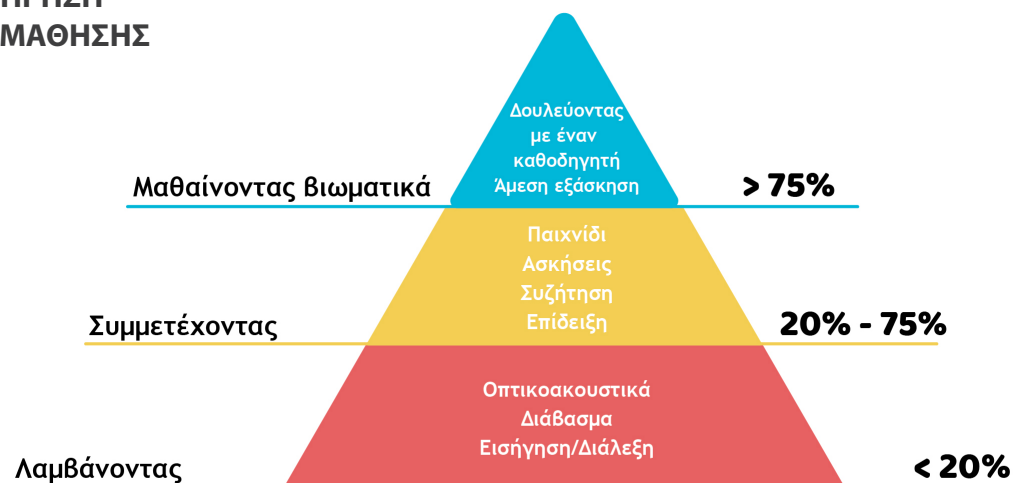 ΜΑΘΗΣΗΣ
Δουλεύοντας
με έναν
καθοδηγητή
Άμεση εξάσκηση
Μαθαίνοντας βιωματικά
> 75%
Παιχνίδι
Ασκήσεις
Συζήτηση
Επίδειξη
Συμμετέχοντας
20% - 75%
Οπτικοακουστικά
Διάβασμα
Εισήγηση/Διάλεξη
Λαμβάνοντας
< 20%